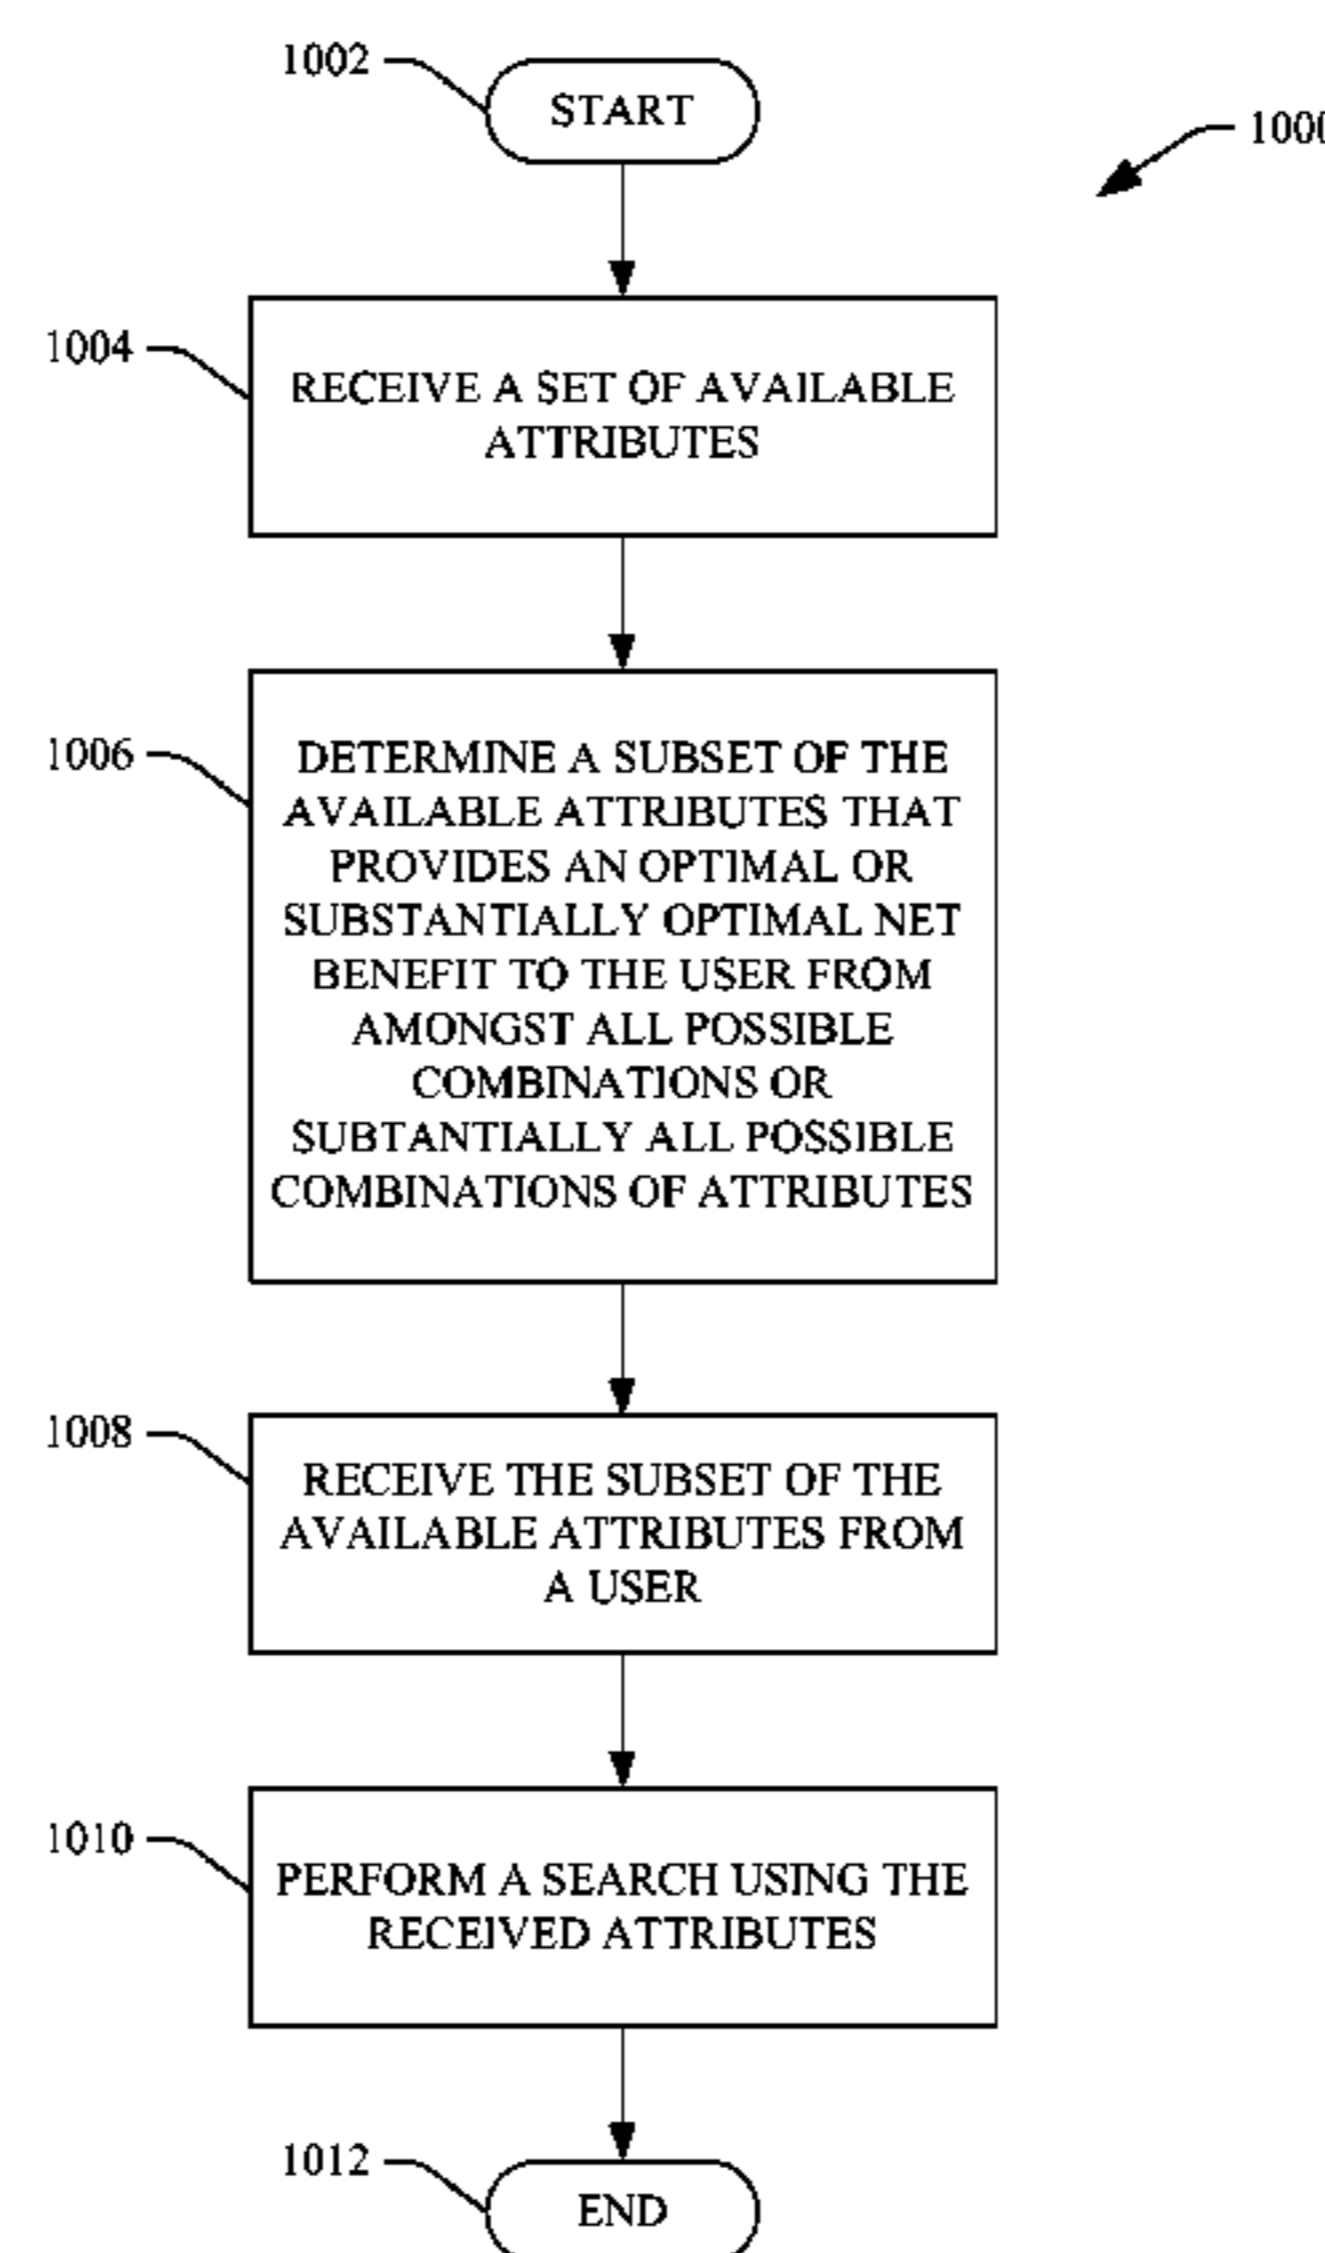 1002
START
1000
1004
RECEIVE A SET OF AVAILABLE
ATTRIBUTES
1006
DETERMINE A SUBSET OF THE
AVAILABLE ATTRIBUTES THAT
PROVIDES AN OPTIMAL OR
SUBSTANTIALLY OPTIMAL NET
BENEFIT TO THE USER FROM
AMONGST ALL POSSIBLE
COMBINATIONS OR
SUBTANTIALLY ALL POSSIBLE
COMBINATIONS OF ATTRIBUTES
1008
RECEIVE THE SUBSET OF THE
AVAILABLE ATTRIBUTES FROM
A USER
1010
PERFORM A SEARCH USING THE
RECEIVED ATTRIBUTES
1012
END